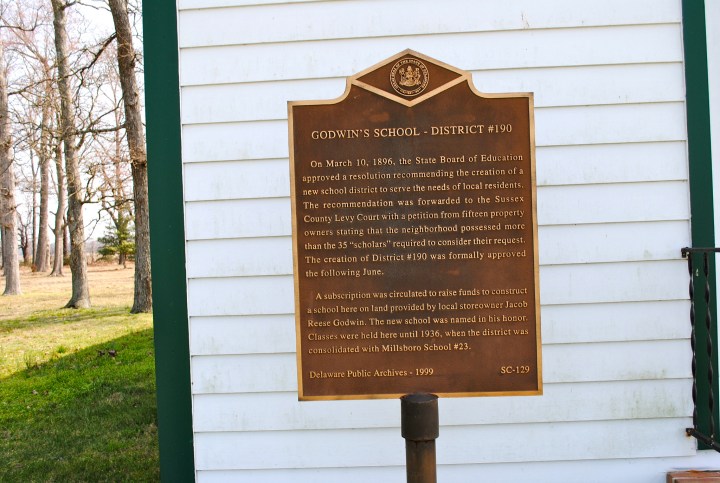 GODWIN'S SCHOOL - DISTRICT #190
On March 10, 1896, the State Board of Education
approved a resolution recommending the creation of a
new school district to serve the needs of local residents.
The recommendation was forwarded to the Sussex
County Levy Court with a petition from fifteen property
owners stating that the neighborhood possessed more
than the 35 "scholars" required to consider their request.
The creation of District #190 was formally approved
the following June.
A subscription was circulated to raise funds to construct
a school here on land provided by local storeowner Jacob
Reese Godwin. The new school was named in his honor.
Classes were held here until 1936, when the district was
consolidated with Millsboro School #23.
Delaware Public Archives - 1999 SC-129